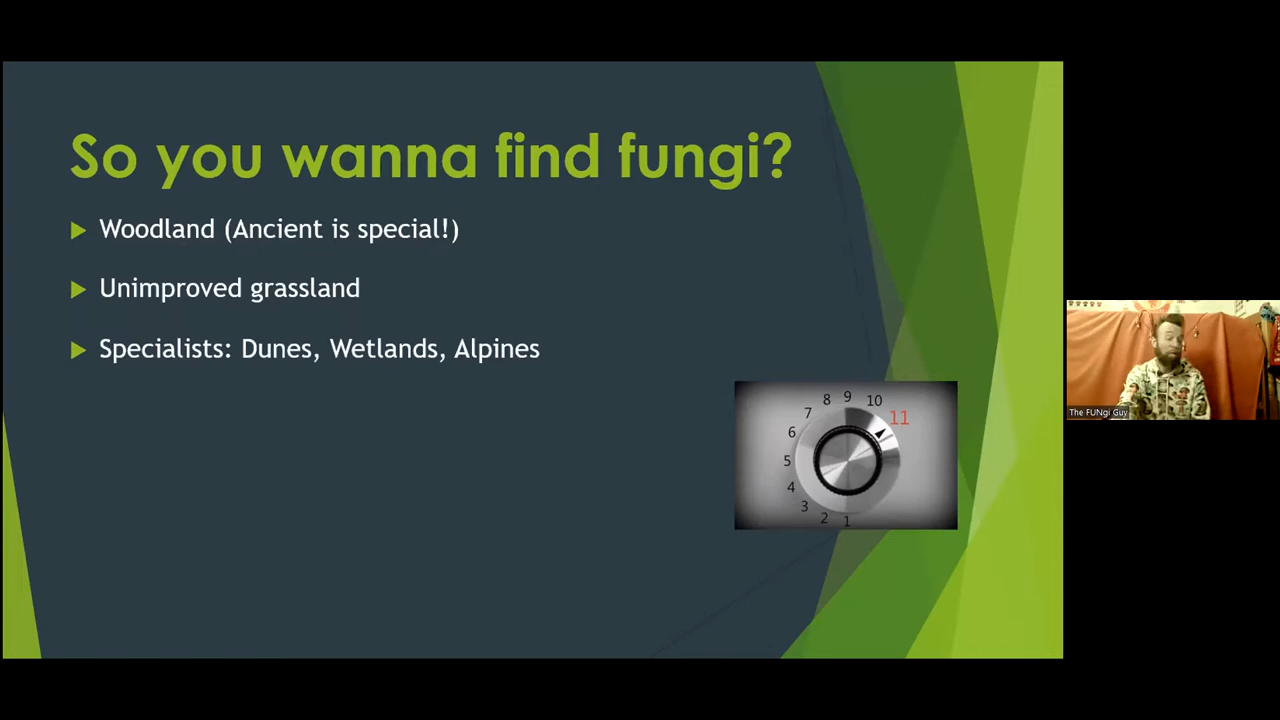 So you wanna find fungi?
Woodland (Ancient is special!)
Unimproved grassland
Specialists: Dunes, Wetlands, Alpines
9
8
10
7
11
6
5
4
3
2
1
The FUNgi Guy